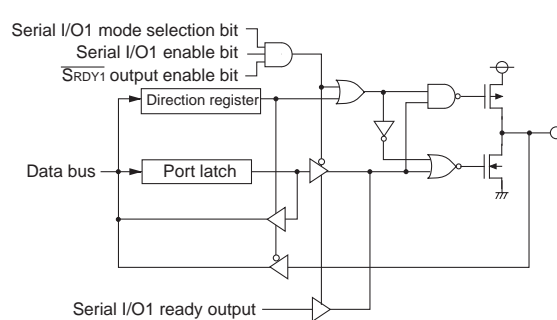 Serial I/O1 mode selection bit
Serial I/O1 enable bit
SRDY1 output enable bit
Direction register
Data bus
Port latch
Serial I/O1 ready output